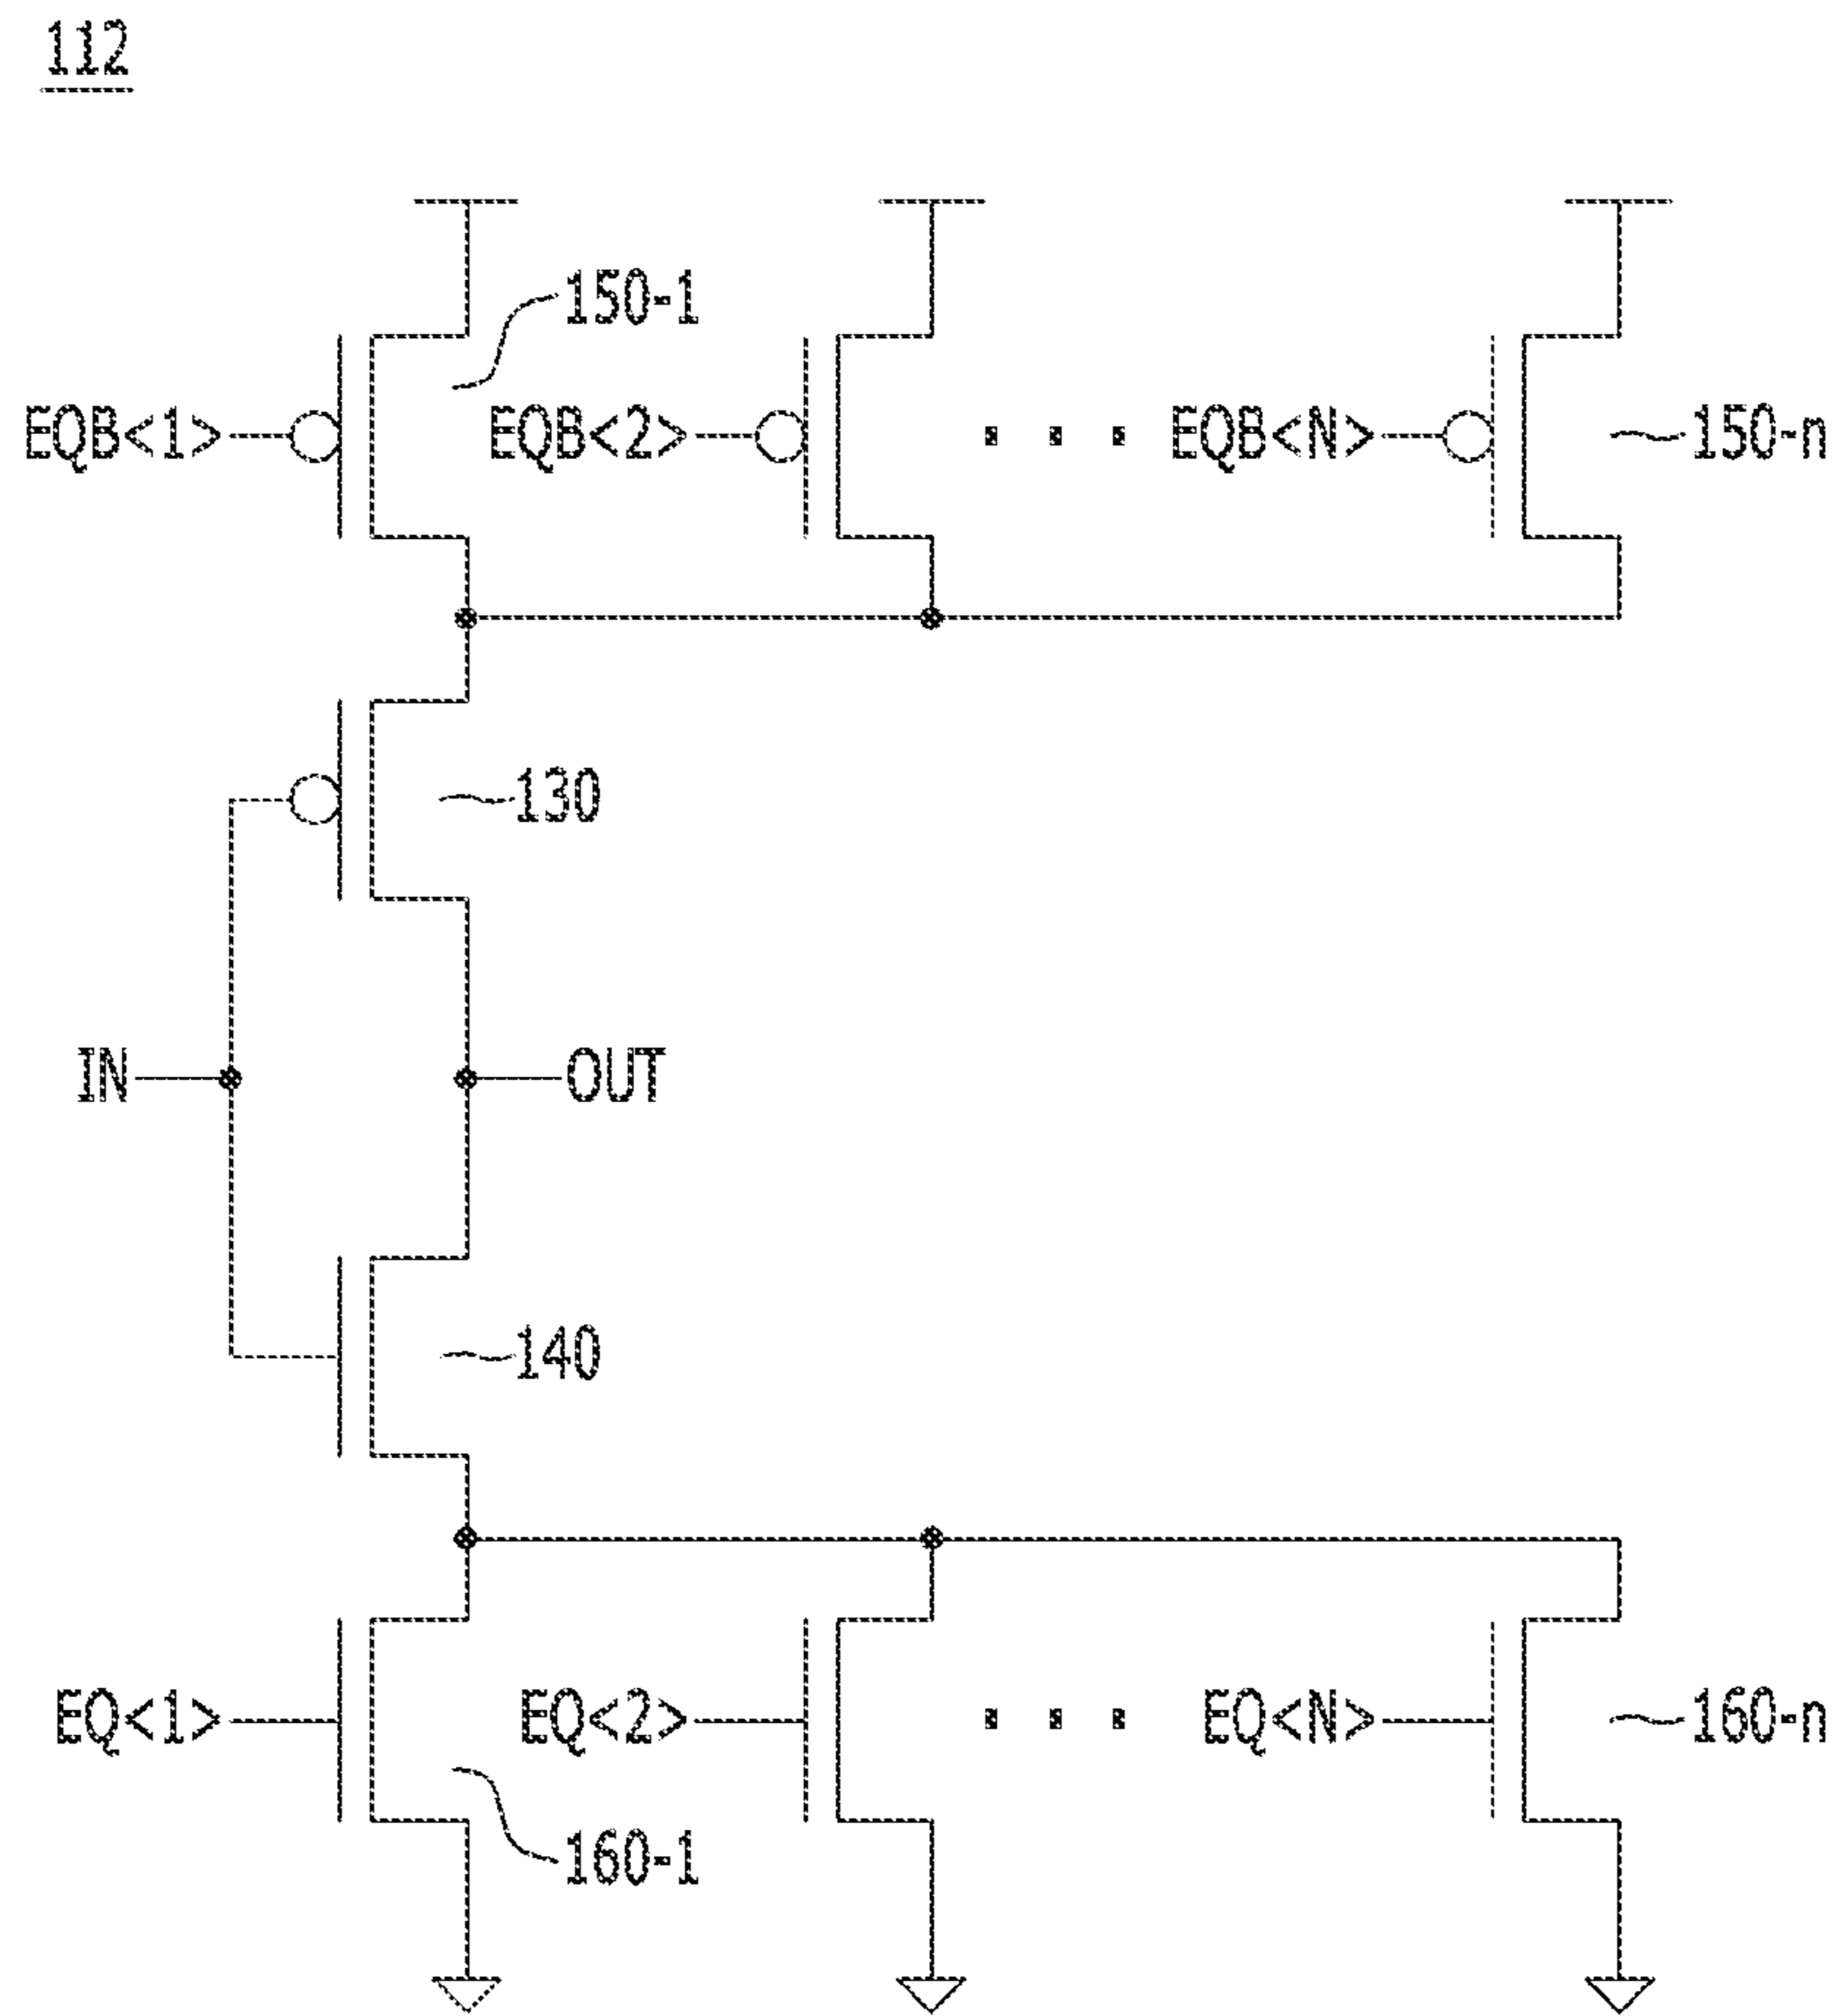 112
150-1
EQB<1>
EQB<2>
. . .
EQB<N>
150-n
130
IN
OUT
140
EQ<1>
EQ<2>
. . .
EQ<N>
160-n
160-1